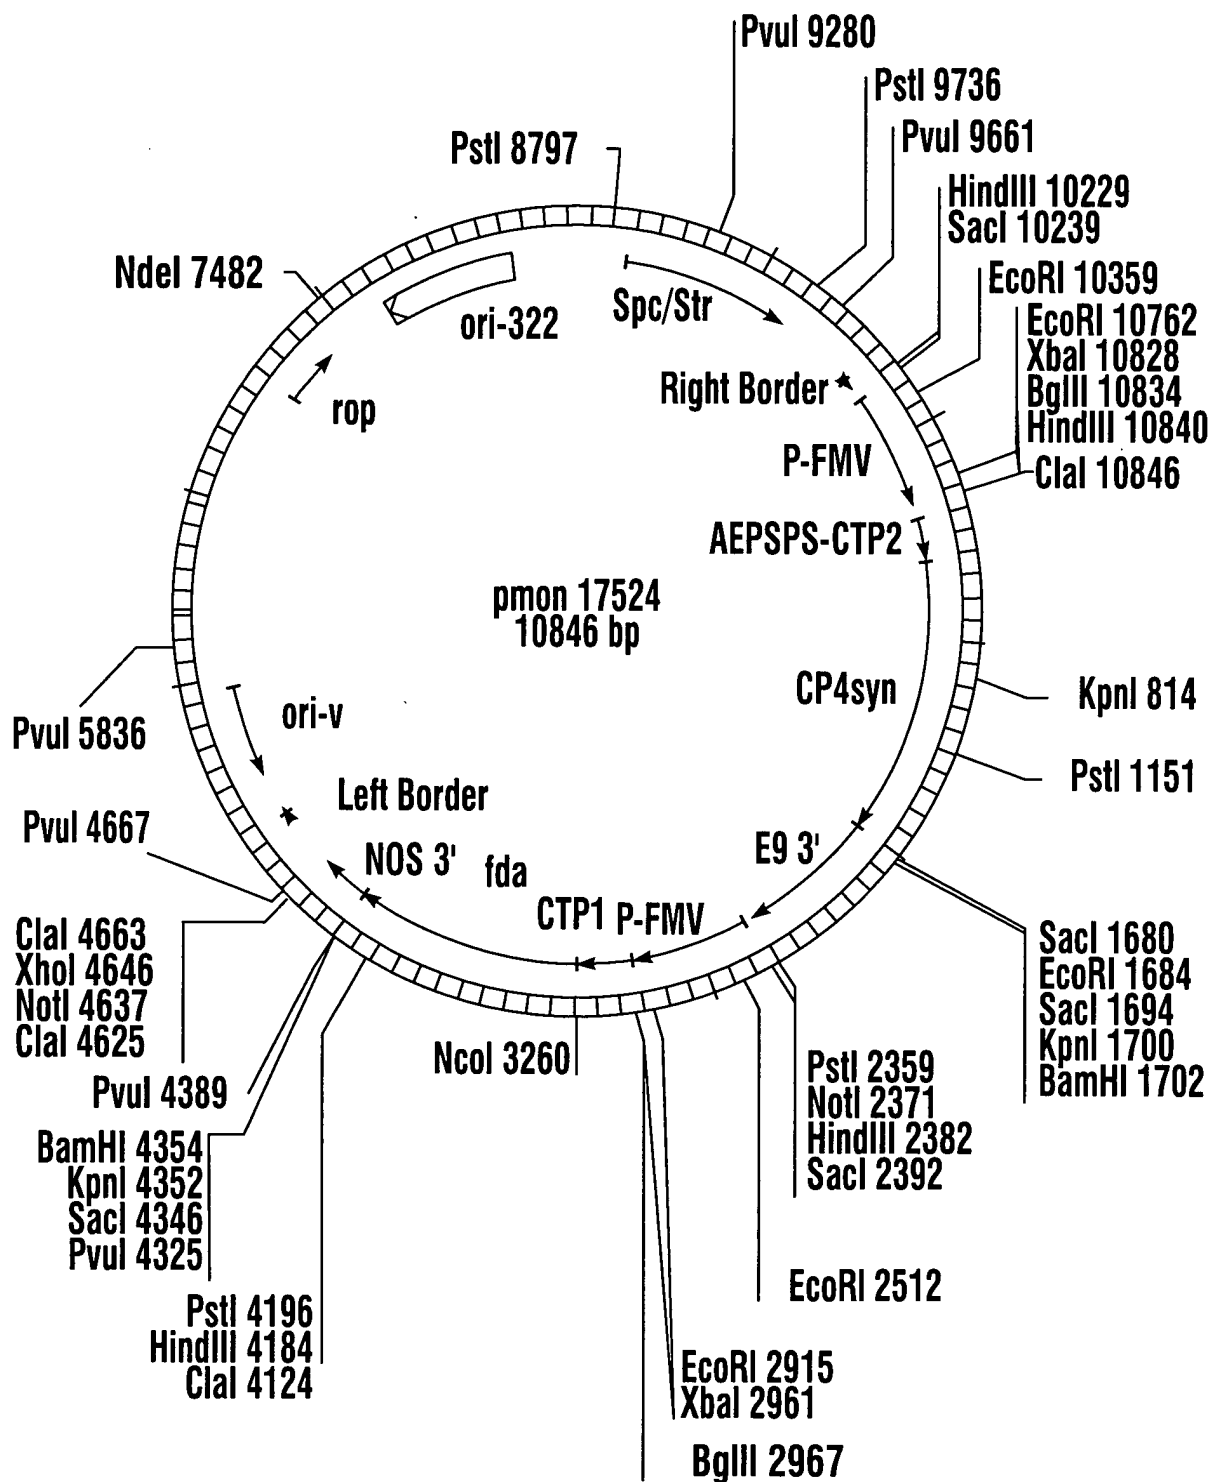 PvuI 9280
PstI 9736
PvuI 9661
PstI 8797
HindIII 10229
SacI 10239
NdeI 7482
EcoRI 10359
ori-322
Spc/Str
EcoRI 10762
XbaI 10828
BglII 10834
HindIII 10840
ClaI 10846
Right Border
rop
P-FMV
AEPSPS-CTP2
pmon 17524
10846 bp
CP4syn
KpnI 814
ori-v
PvuI 5836
PstI 1151
Left Border
PvuI 4667
E9 3'
NOS 3'
fda
CTP1
P-FMV
ClaI 4663
XhoI 4646
NotI 4637
ClaI 4625
SacI 1680
EcoRI 1684
SacI 1694
KpnI 1700
BamHI 1702
NcoI 3260
PvuI 4389
PstI 2359
NotI 2371
HindIII 2382
SacI 2392
BamHI 4354
KpnI 4352
SacI 4346
PvuI 4325
EcoRI 2512
PstI 4196
HindIII 4184
ClaI 4124
EcoRI 2915
XbaI 2961
BglII 2967